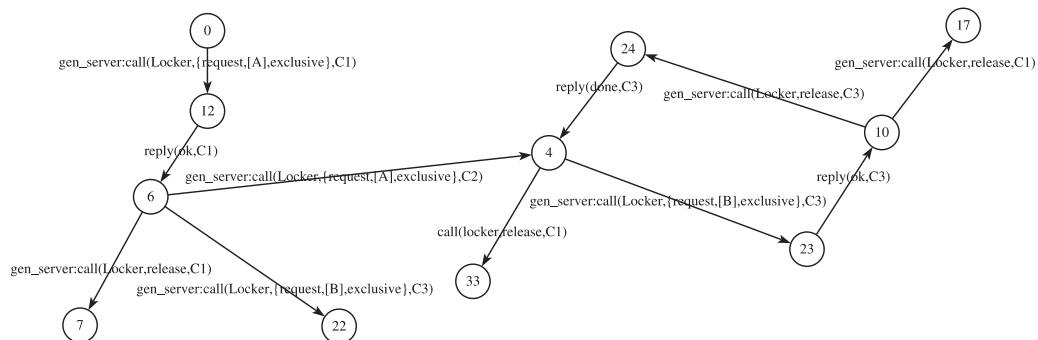 0
17
24
gen_server:call(Locker,{request,[A],exclusive},C1)
gen_server:call(Locker,release,C1)
reply(done,C3)
gen_server:call(Locker,release,C3)
12
10
reply(ok,C1)
4
gen_server:call(Locker,{request,[A],exclusive},C2)
reply(ok,C3)
6
gen_server:call(Locker,{request,[B],exclusive},C3)
call(locker,release,C1)
23
gen_server:call(Locker,release,C1)
33
gen_server:call(Locker,{request,[B],exclusive},C3)
7
22